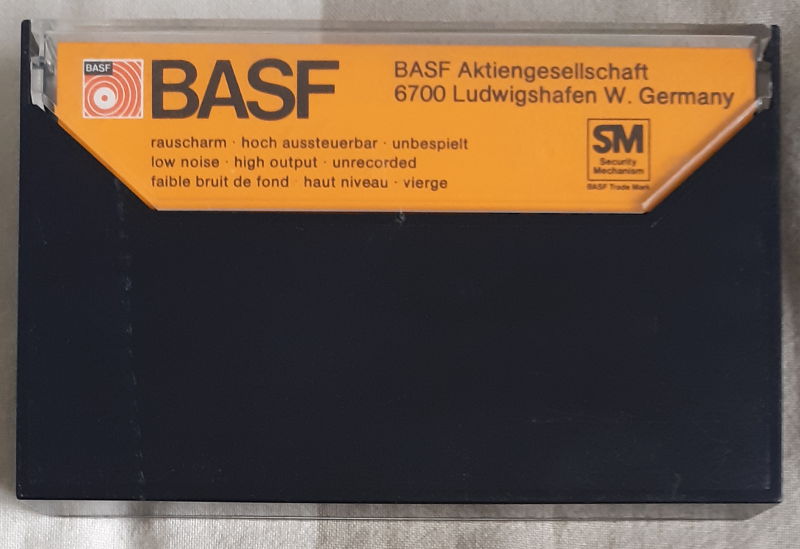 BASF
BASF
BASF Aktiengesellschaft
6700 Ludwigshafen W. Germany
rauscharm · hoch aussteuerbar · unbespielt
low noise · high output · unrecorded
faible bruit de fond · haut niveau · vierge
SM
Security
Mechanism
BASF Trade Mark